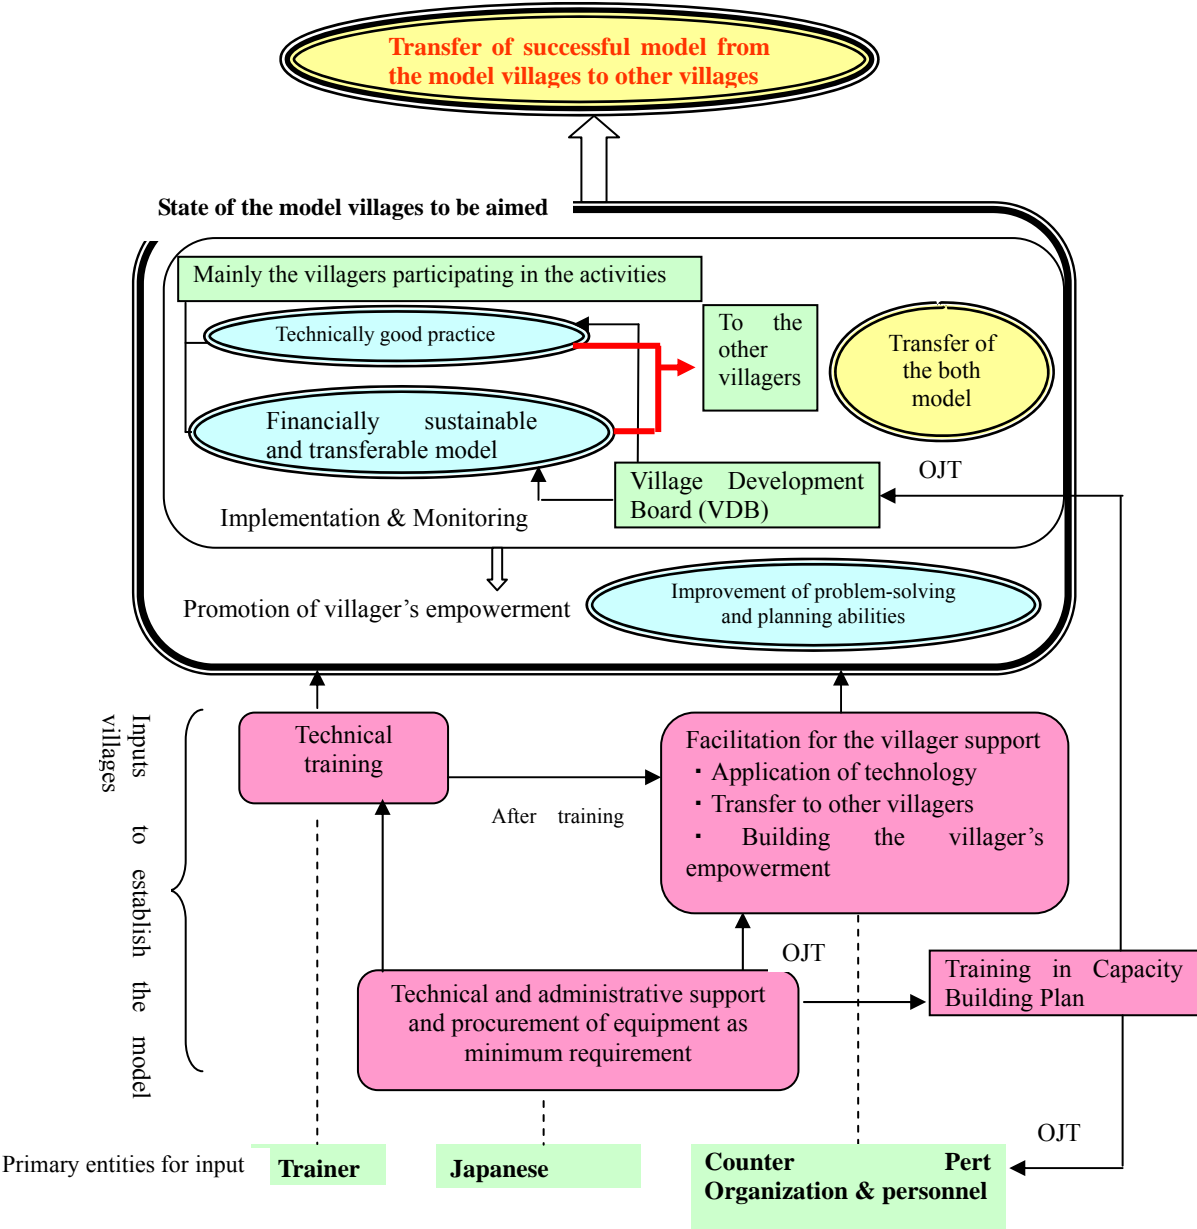 Transfer of successful model from
the model villages to other villages
State of the model villages to be aimed
Mainly the villagers participating in the activities
Technically good practice
To the
other
villagers
Transfer of
the both
model
Financially sustainable
and transferable model
Village Development
Board (VDB)
OJT
Implementation & Monitoring
Promotion of villager’s empowerment
Improvement of problem-solving
and planning abilities
Inputs to establish the model
villages
Technical
training
After training
Facilitation for the villager support
・Application of technology
・Transfer to other villagers
・ Building the villager’s
empowerment
OJT
Technical and administrative support
and procurement of equipment as
minimum requirement
Training in Capacity
Building Plan
OJT
Primary entities for input
Trainer
Japanese
Counter Pert
Organization & personnel